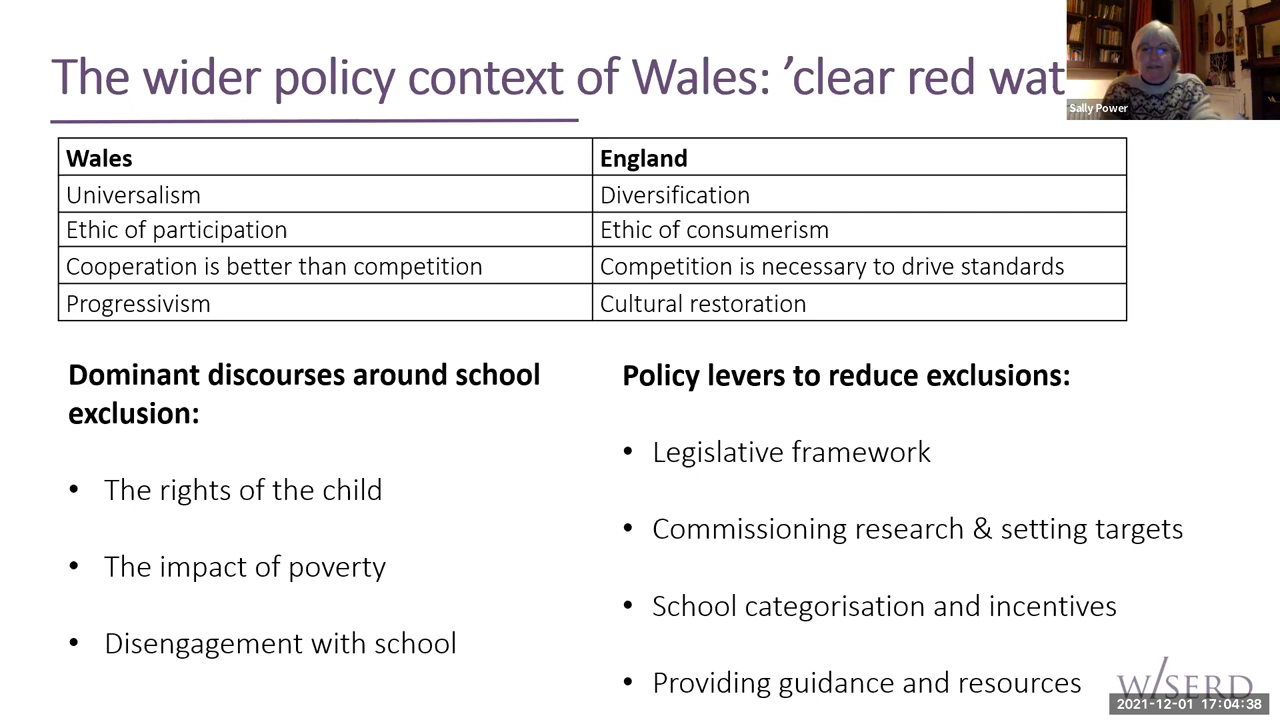 The wider policy context of Wales: ’clear red wat
Sally Power
Wales
England
Universalism
Diversification
Ethic of participation
Ethic of consumerism
Cooperation is better than competition
Competition is necessary to drive standards
Progressivism
Cultural restoration
Dominant discourses around school
exclusion:
• The rights of the child
• The impact of poverty
• Disengagement with school
Policy levers to reduce exclusions:
• Legislative framework
• Commissioning research & setting targets
• School categorisation and incentives
• Providing guidance and resources
W/SERD
2021-12-01 17:04:38